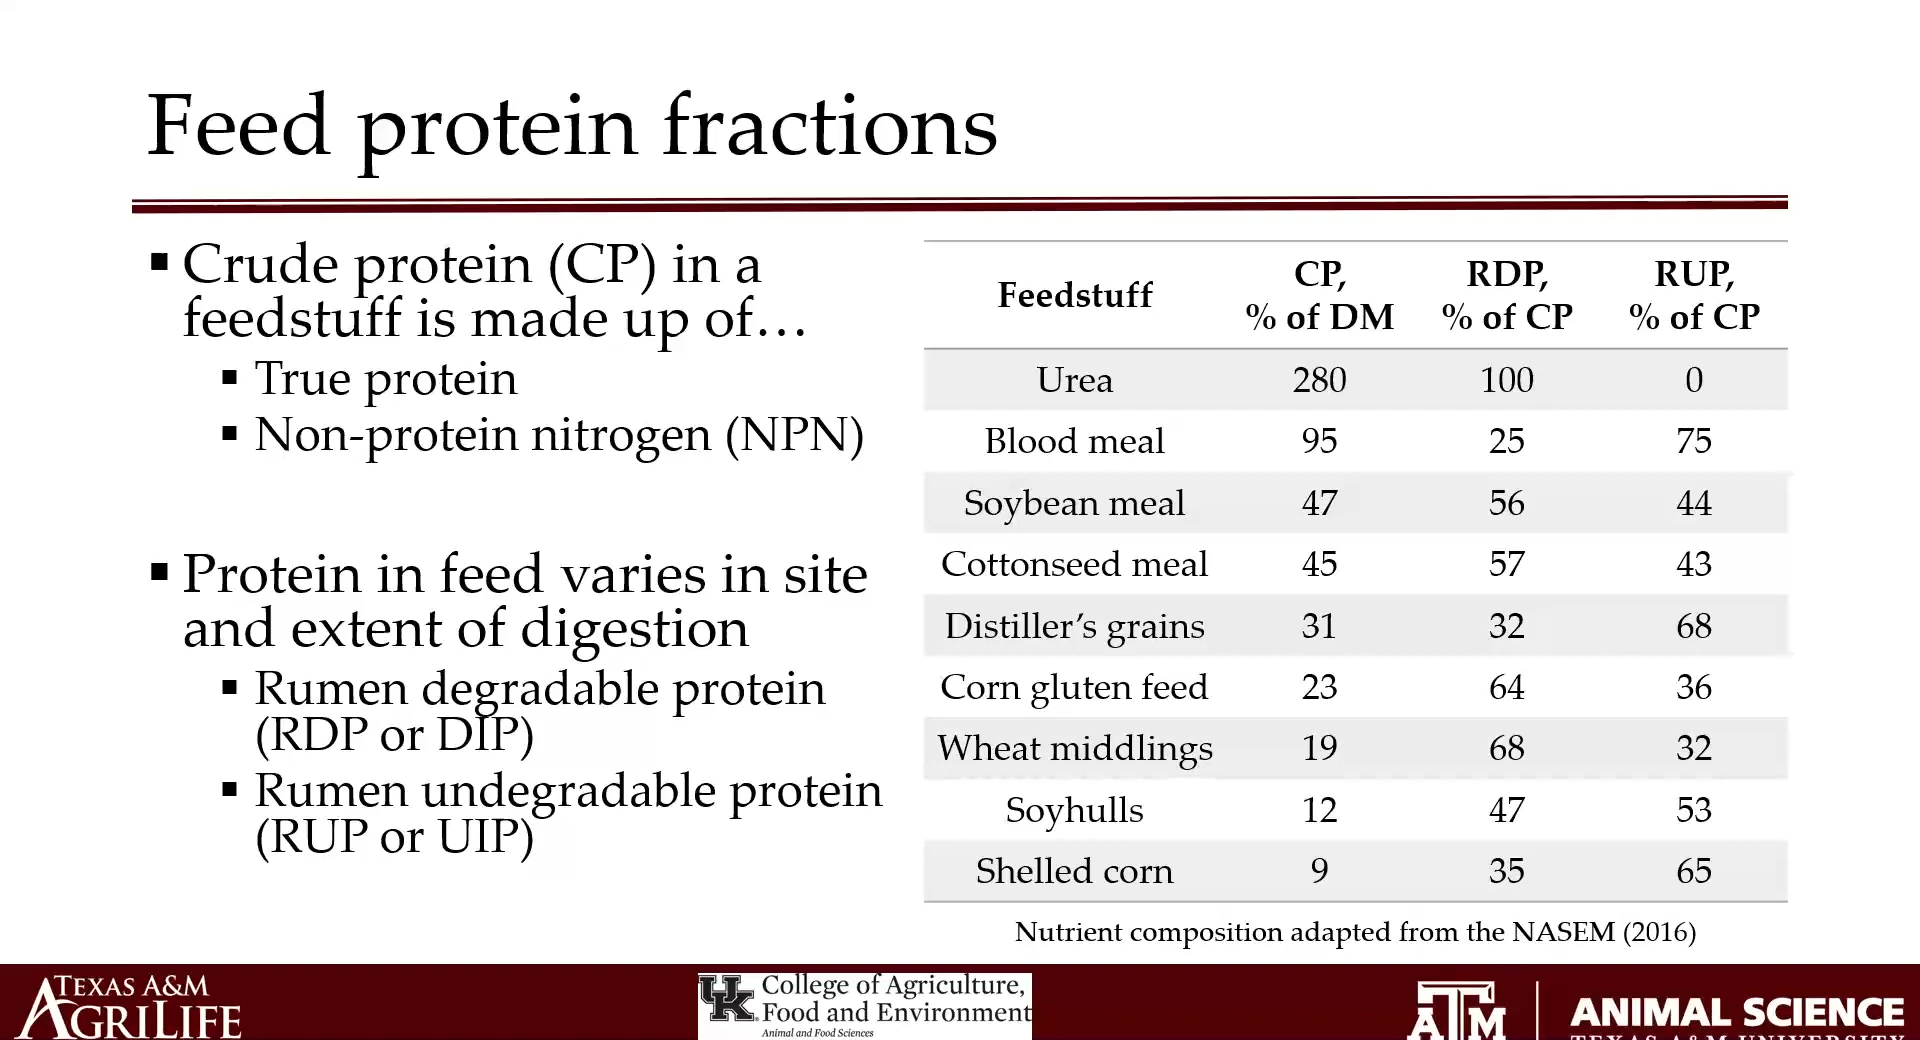 Feed protein fractions
▪ Crude protein (CP) in a
feedstuff is made up of…
▪ True protein
▪ Non-protein nitrogen (NPN)
▪ Protein in feed varies in site
and extent of digestion
▪ Rumen degradable protein
(RDP or DIP)
▪ Rumen undegradable protein
(RUP or UIP)
Feedstuff CP, % of DM RDP, % of CP RUP, % of CP
Urea 280 100 0
Blood meal 95 25 75
Soybean meal 47 56 44
Cottonseed meal 45 57 43
Distiller’s grains 31 32 68
Corn gluten feed 23 64 36
Wheat middlings 19 68 32
Soyhulls 12 47 53
Shelled corn 9 35 65
Nutrient composition adapted from the NASEM (2016)
TEXAS A&M
AGRILIFE
UK College of Agriculture,
Food and Environment
Animal and Food Sciences
ATM ANIMAL SCIENCE
TEXAS A&M UNIVERSITY